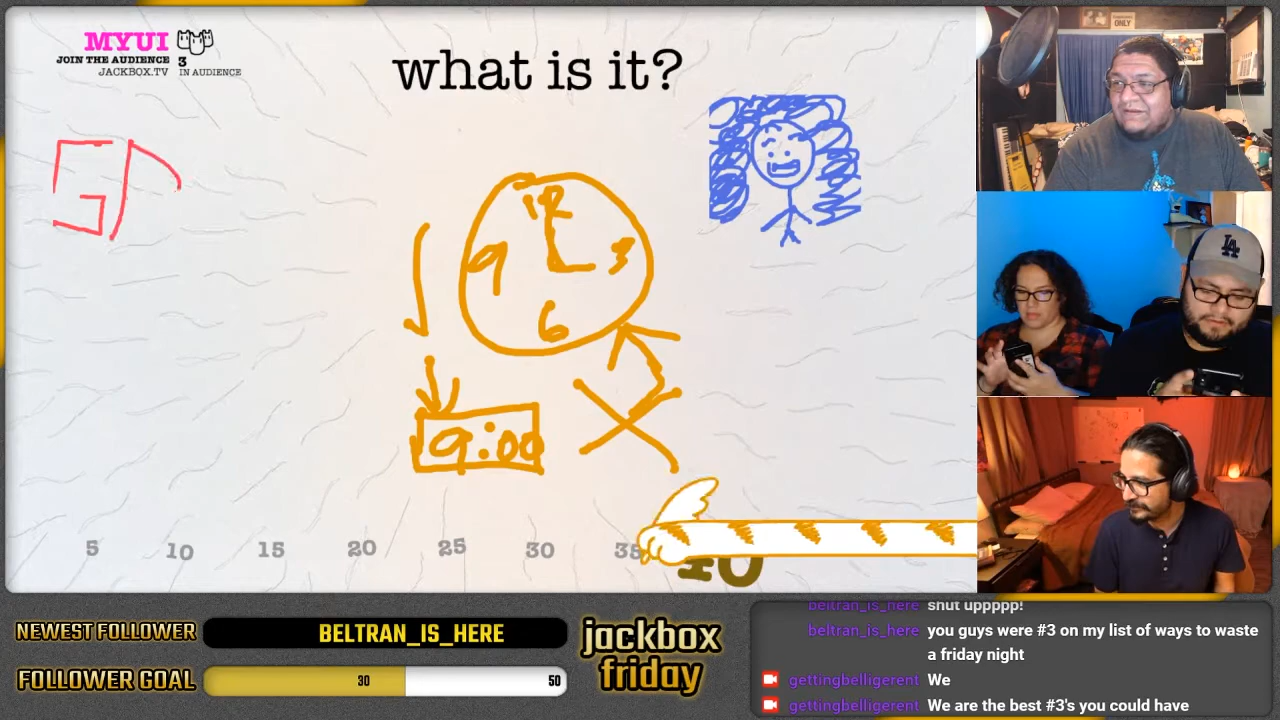 MYUI
JOIN THE AUDIENCE
JACKBOX.TV
3
IN AUDIENCE
what is it?
12
9
3
6
9:00
5 10 15 20 25 30 35 40
ONLY
LA
NEWEST FOLLOWER
BELTRAN_IS_HERE
FOLLOWER GOAL
30
50
jackbox
friday
beltran_is_here shut uppppp!
beltran_is_here you guys were #3 on my list of ways to waste
a friday night
gettingbelligerent We
gettingbelligerent We are the best #3's you could have